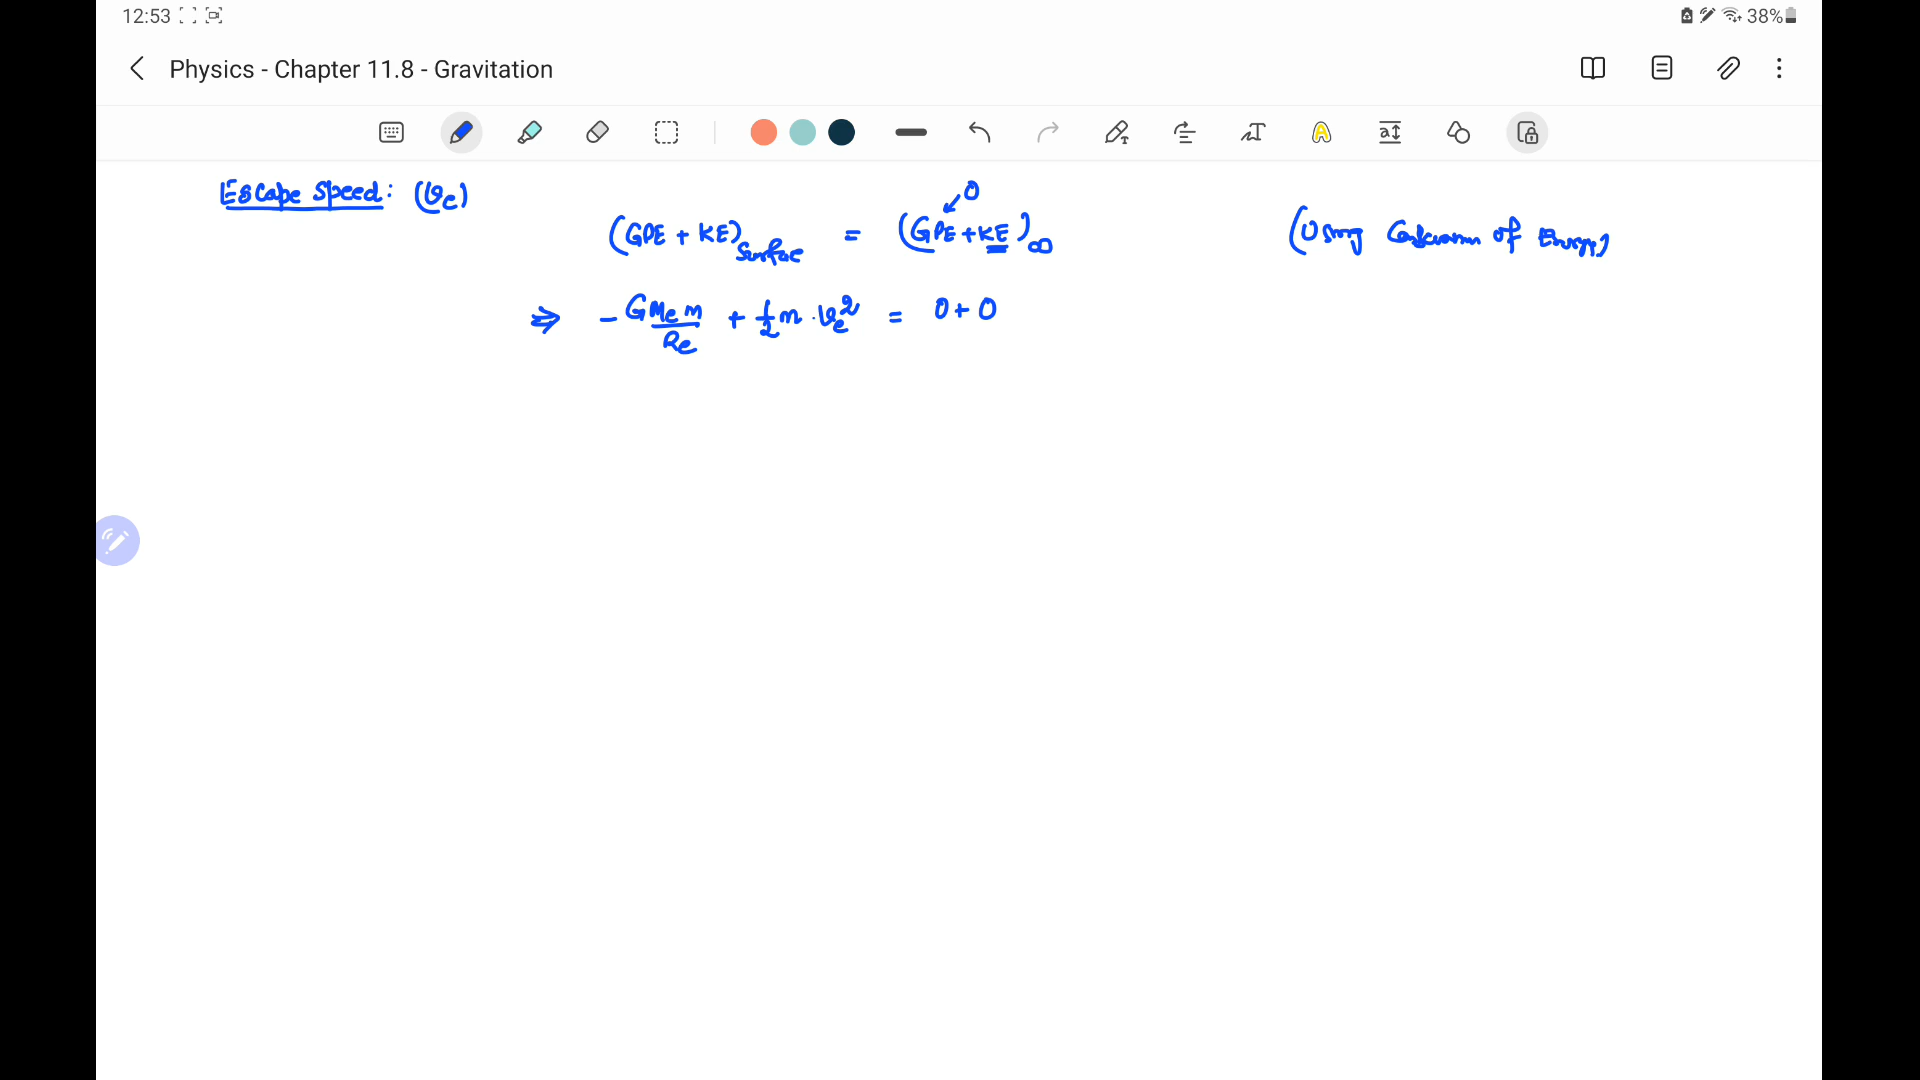 12:53 38%
Physics - Chapter 11.8 - Gravitation
Escape Speed: (ve)
0
(GPE + KE)Surface = (GPE + KE)∞ (Using Conservation of Energy)
⇒ - GMem/Re + 1/2 m · ve² = 0 + 0